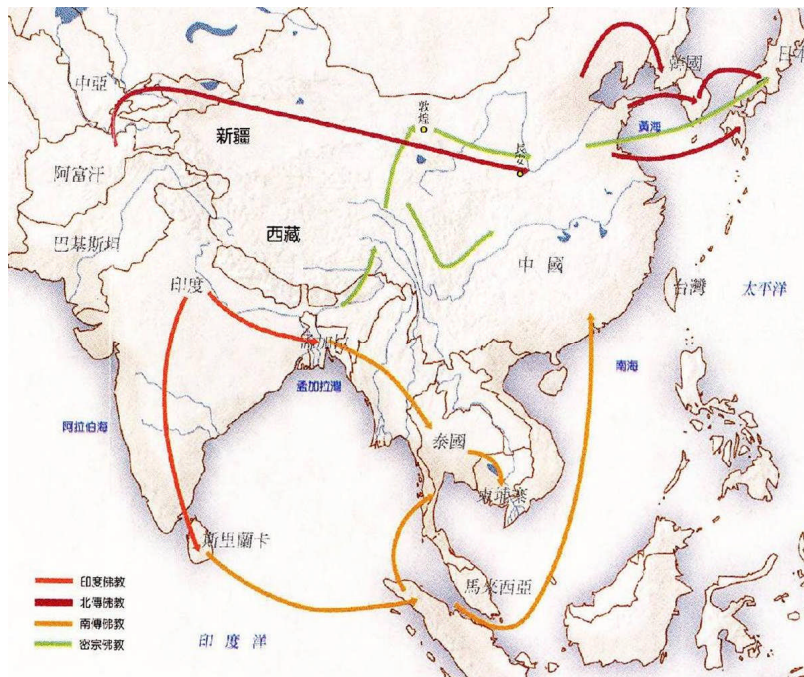 日本
韓國
中亞
敦煌
黃海
新疆
長安
阿富汗
西藏
巴基斯坦
中國
印度
台灣
太平洋
孟加拉
南海
孟加拉灣
阿拉伯海
泰國
柬埔寨
斯里蘭卡
馬來西亞
印度佛教
北傳佛教
南傳佛教
密宗佛教
印度洋